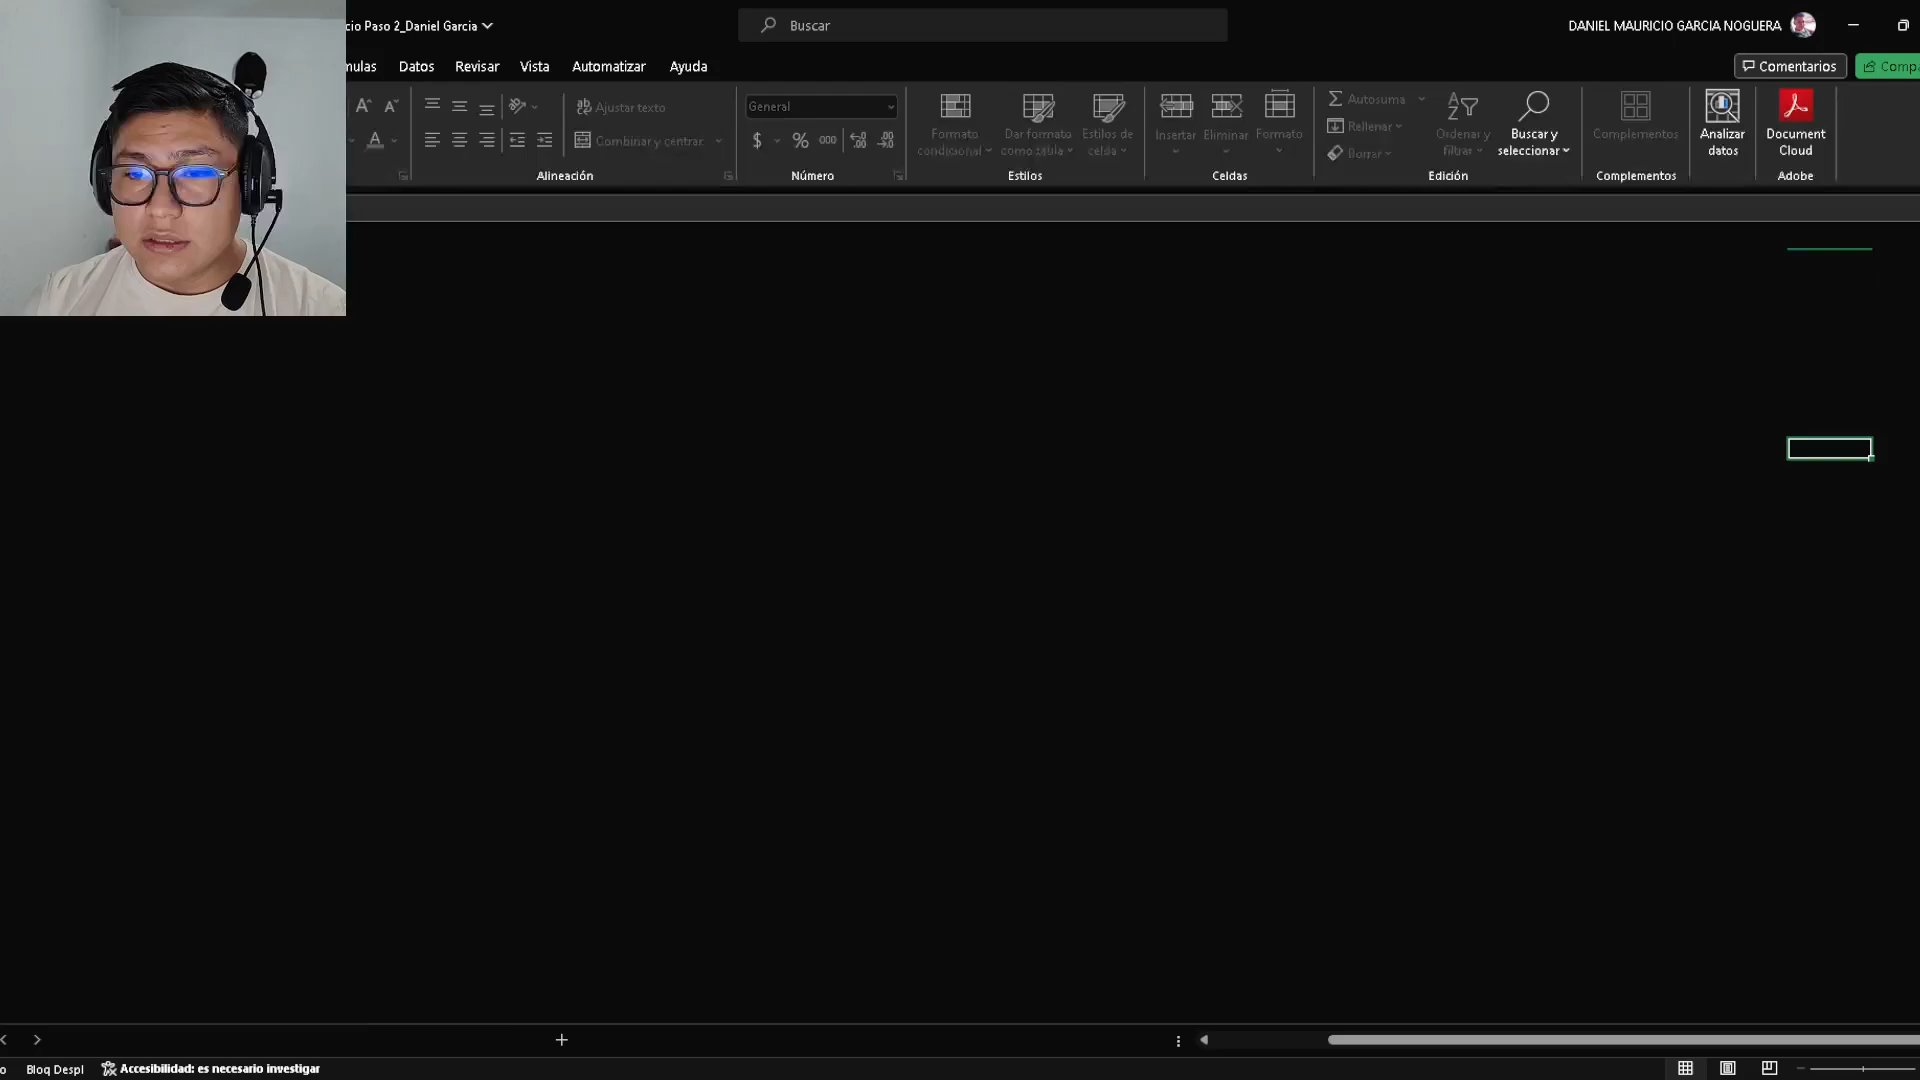 cio Paso 2_Daniel Garcia
Buscar
DANIEL MAURICIO GARCIA NOGUERA
mulas Datos Revisar Vista Automatizar Ayuda
Comentarios
Compa
Ajustar texto
Combinar y centrar
Alineación
General
$ % 000
Número
Formato condicional
Dar formato como tabla
Estilos de celda
Estilos
Insertar
Eliminar
Formato
Celdas
Autosuma
Rellenar
Borrar
Ordenar y filtrar
Buscar y seleccionar
Edición
Complementos
Complementos
Analizar datos
Document Cloud
Adobe
o Bloq Despl Accesibilidad: es necesario investigar